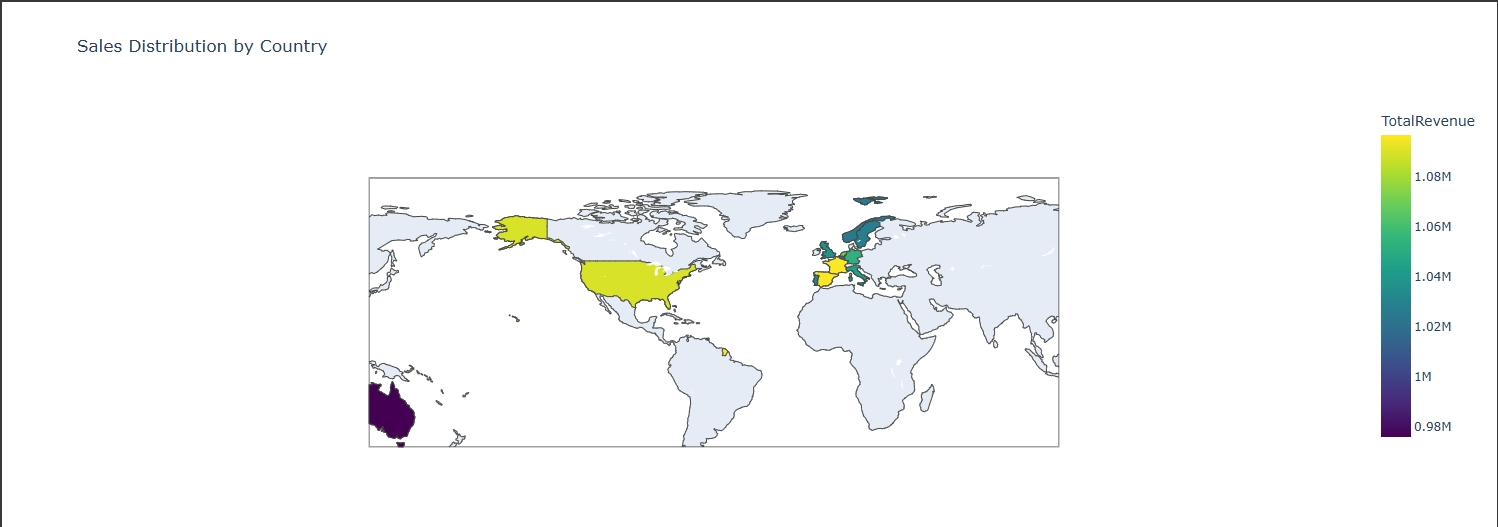 Sales Distribution by Country
TotalRevenue
1.08M
1.06M
1.04M
1.02M
1M
0.98M